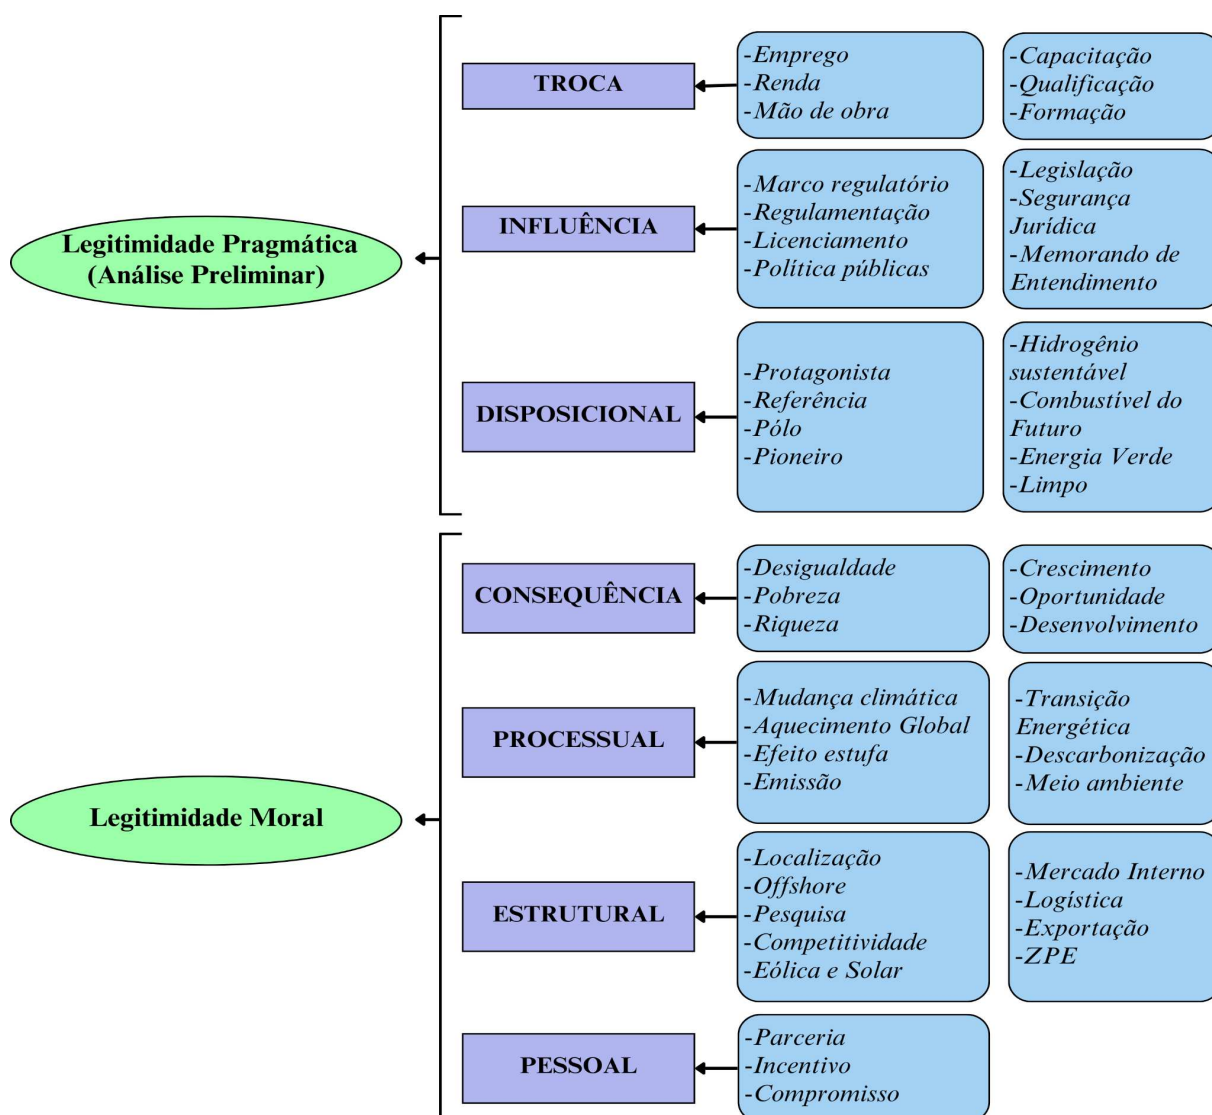 Legitimidade Pragmática
(Análise Preliminar)
TROCA
-Emprego
-Renda
-Mão de obra
-Capacitação
-Qualificação
-Formação
INFLUÊNCIA
-Marco regulatório
-Regulamentação
-Licenciamento
-Política públicas
-Legislação
-Segurança
Jurídica
-Memorando de
Entendimento
DISPOSICIONAL
-Protagonista
-Referência
-Pólo
-Pioneiro
-Hidrogênio
sustentável
-Combustível do
Futuro
-Energia Verde
-Limpo
Legitimidade Moral
CONSEQUÊNCIA
-Desigualdade
-Pobreza
-Riqueza
-Crescimento
-Oportunidade
-Desenvolvimento
PROCESSUAL
-Mudança climática
-Aquecimento Global
-Efeito estufa
-Emissão
-Transição
Energética
-Descarbonização
-Meio ambiente
ESTRUTURAL
-Localização
-Offshore
-Pesquisa
-Competitividade
-Eólica e Solar
-Mercado Interno
-Logística
-Exportação
-ZPE
PESSOAL
-Parceria
-Incentivo
-Compromisso